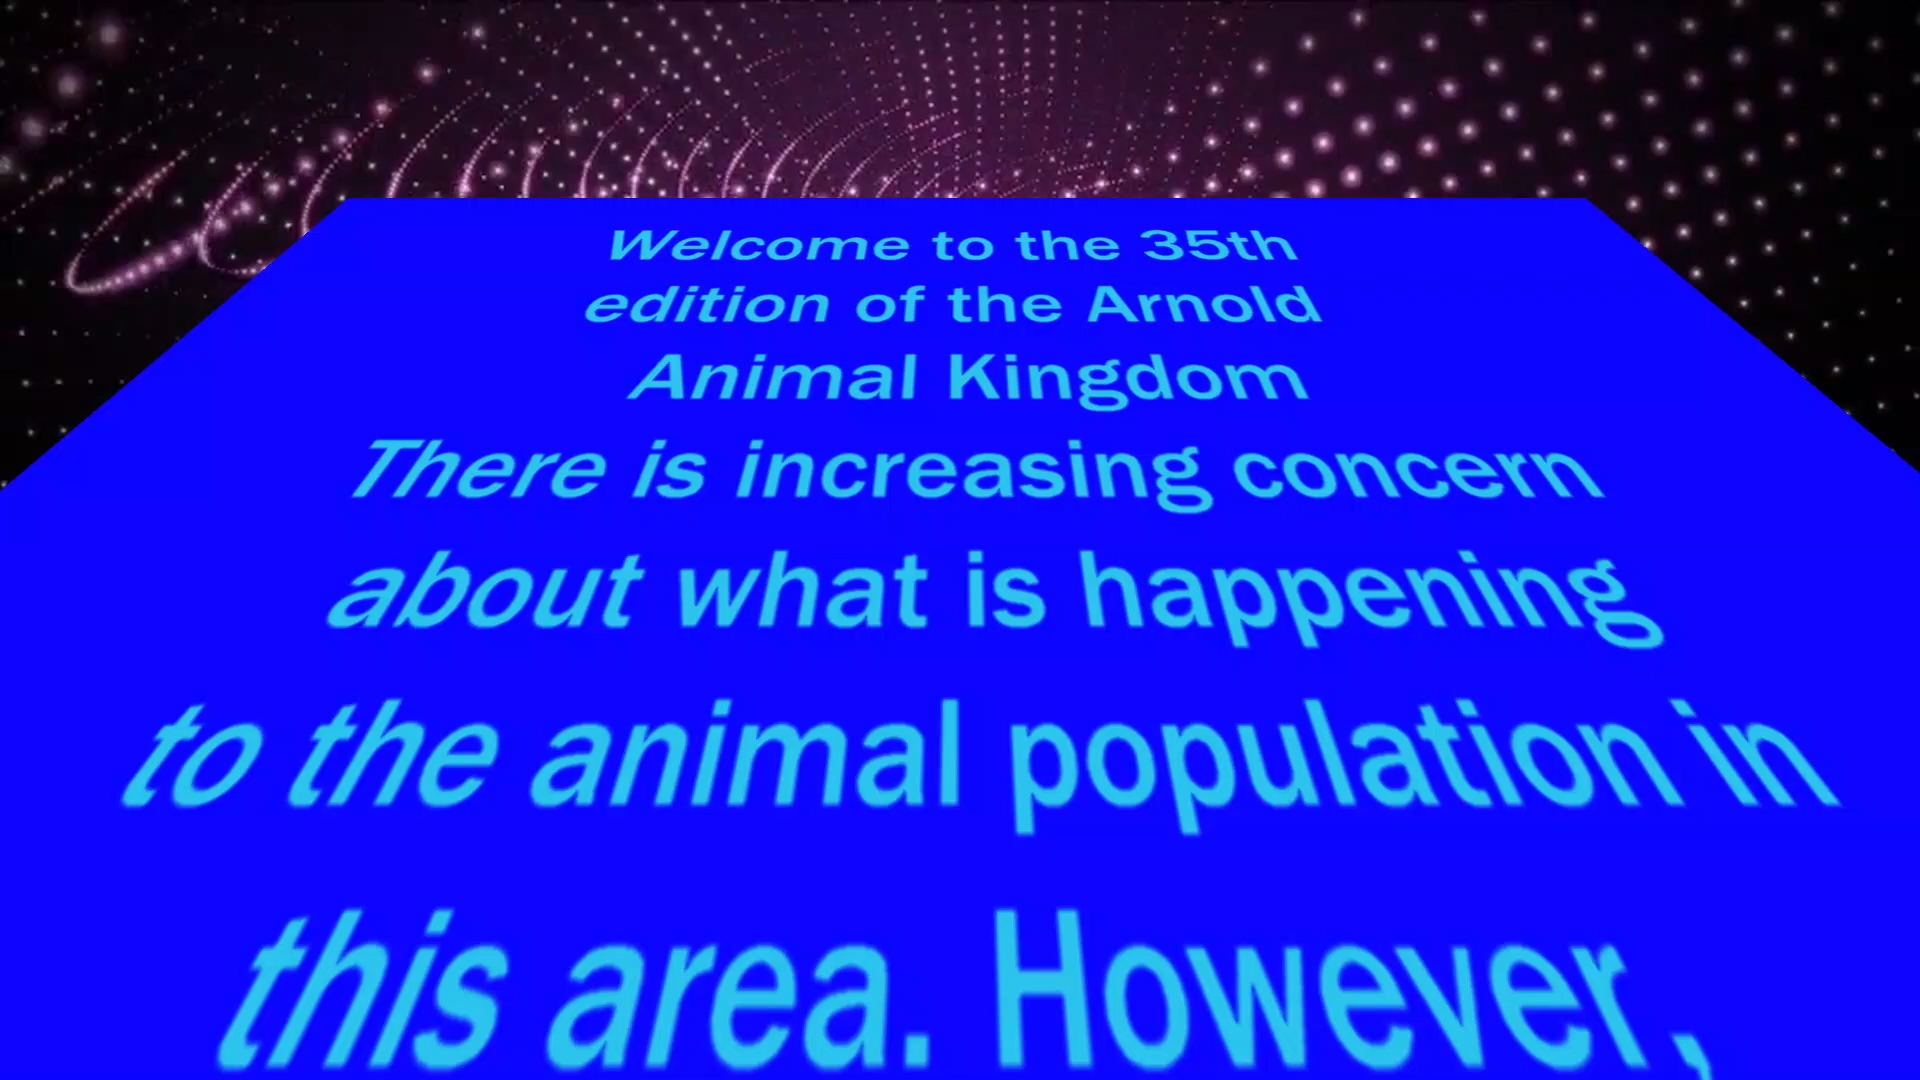 Welcome to the 35th
edition of the Arnold
Animal Kingdom
There is increasing concern
about what is happening
to the animal population in
this area. However,